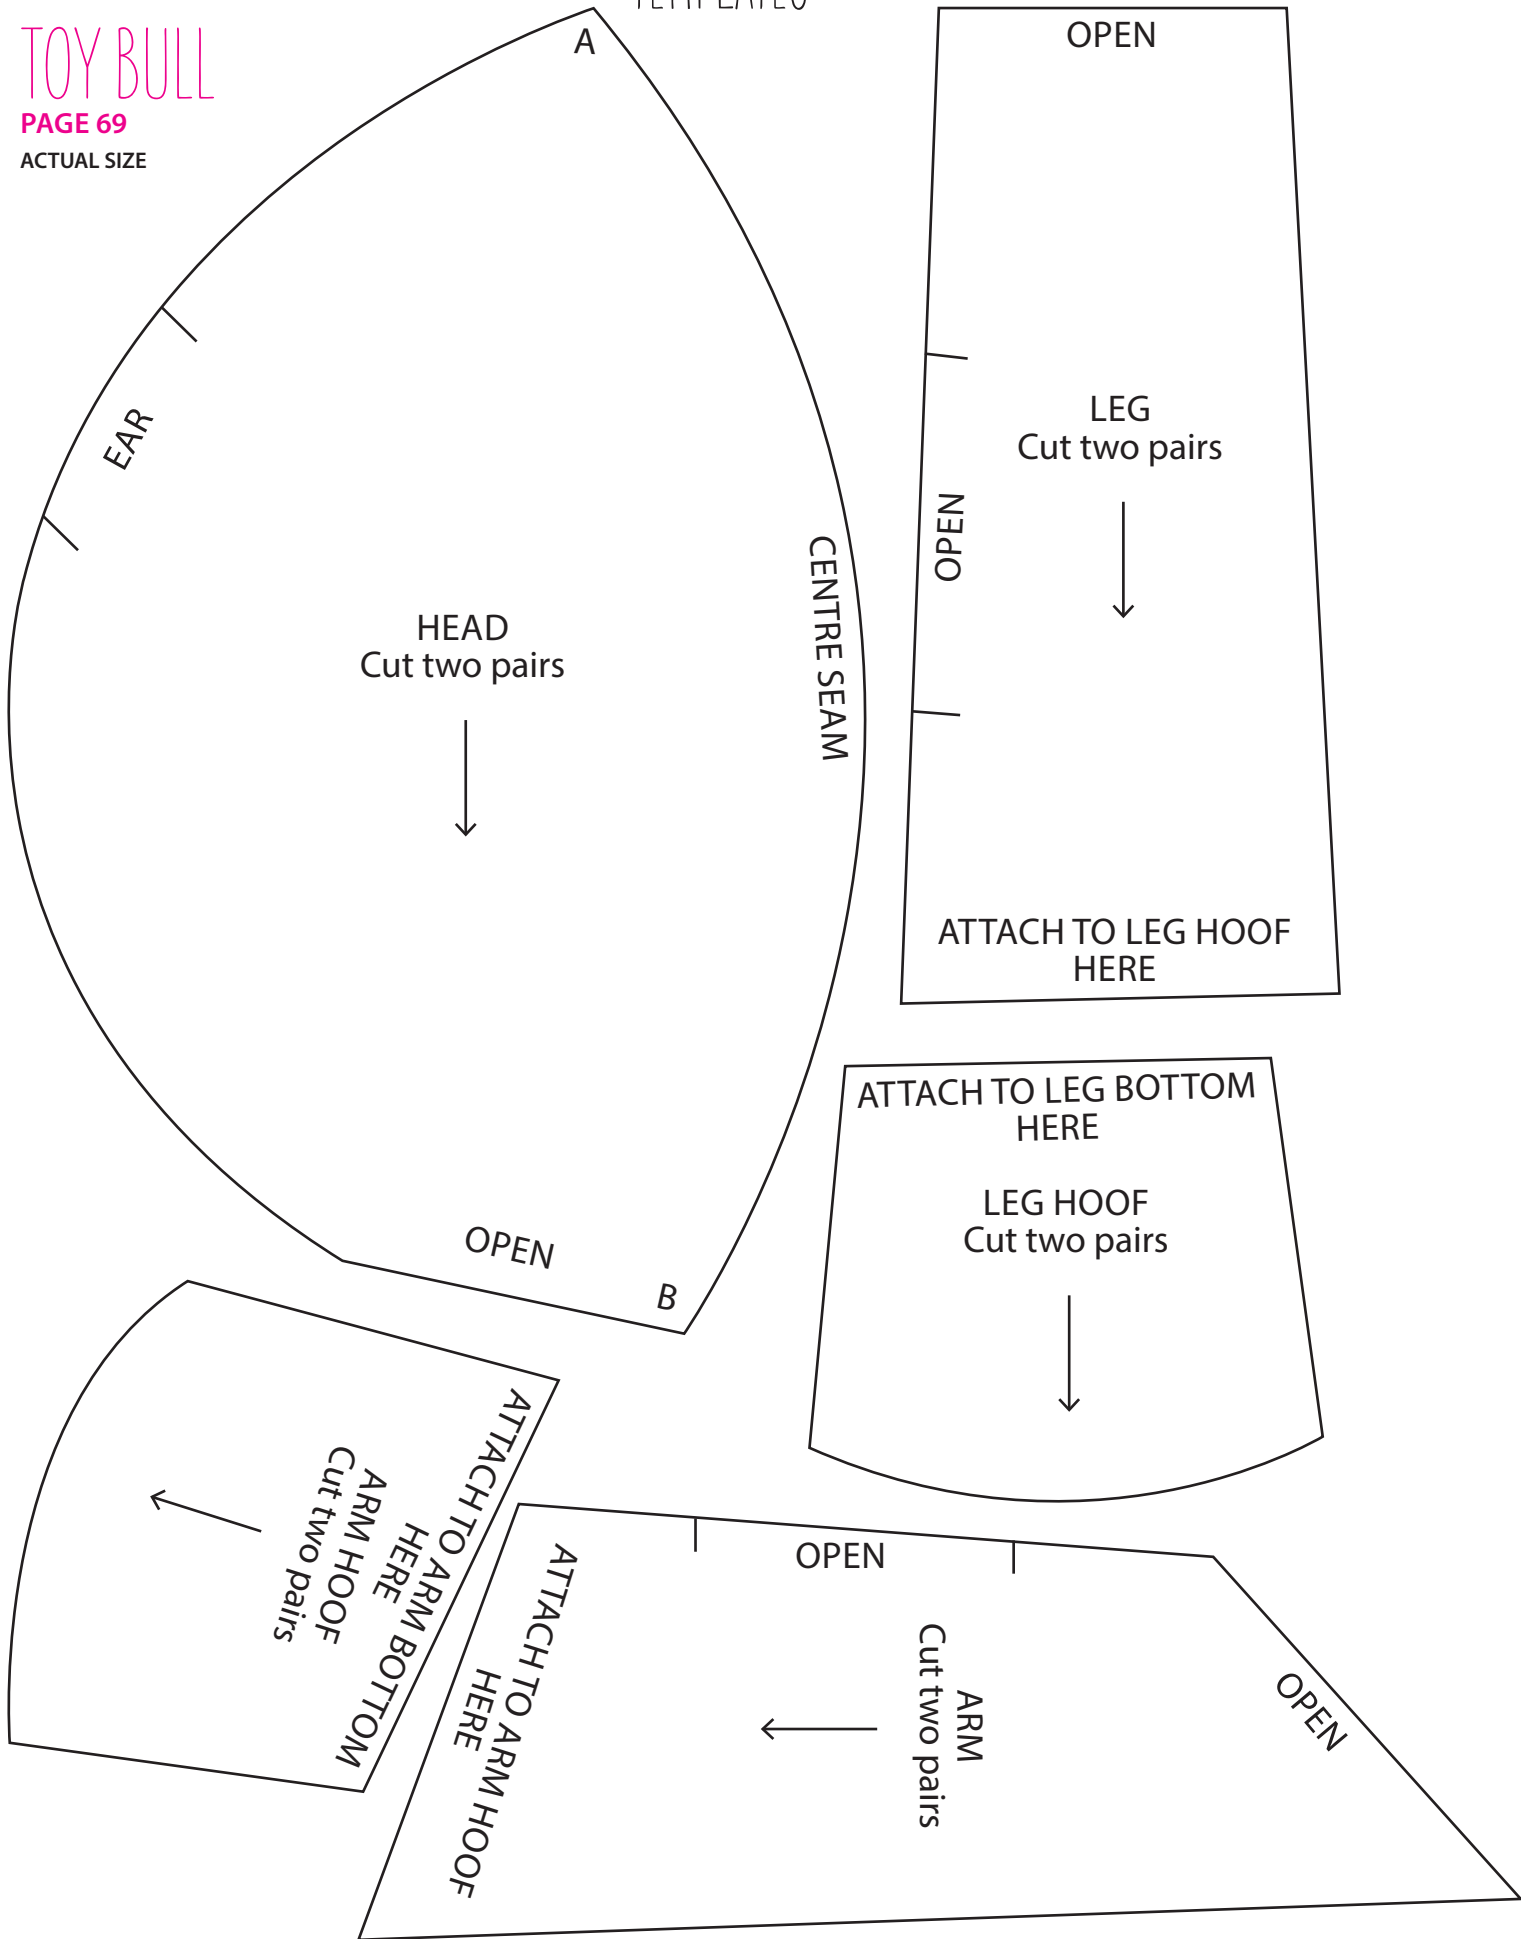 TEMPLATES
TOY BULL
PAGE 69
ACTUAL SIZE
A
EAR
HEAD
Cut two pairs
CENTRE SEAM
OPEN
B
OPEN
LEG
Cut two pairs
OPEN
ATTACH TO LEG HOOF
HERE
ATTACH TO LEG BOTTOM
HERE
LEG HOOF
Cut two pairs
ATTACH TO ARM BOTTOM
HERE
ARM HOOF
Cut two pairs
OPEN
ATTACH TO ARM HOOF
HERE
ARM
Cut two pairs
OPEN